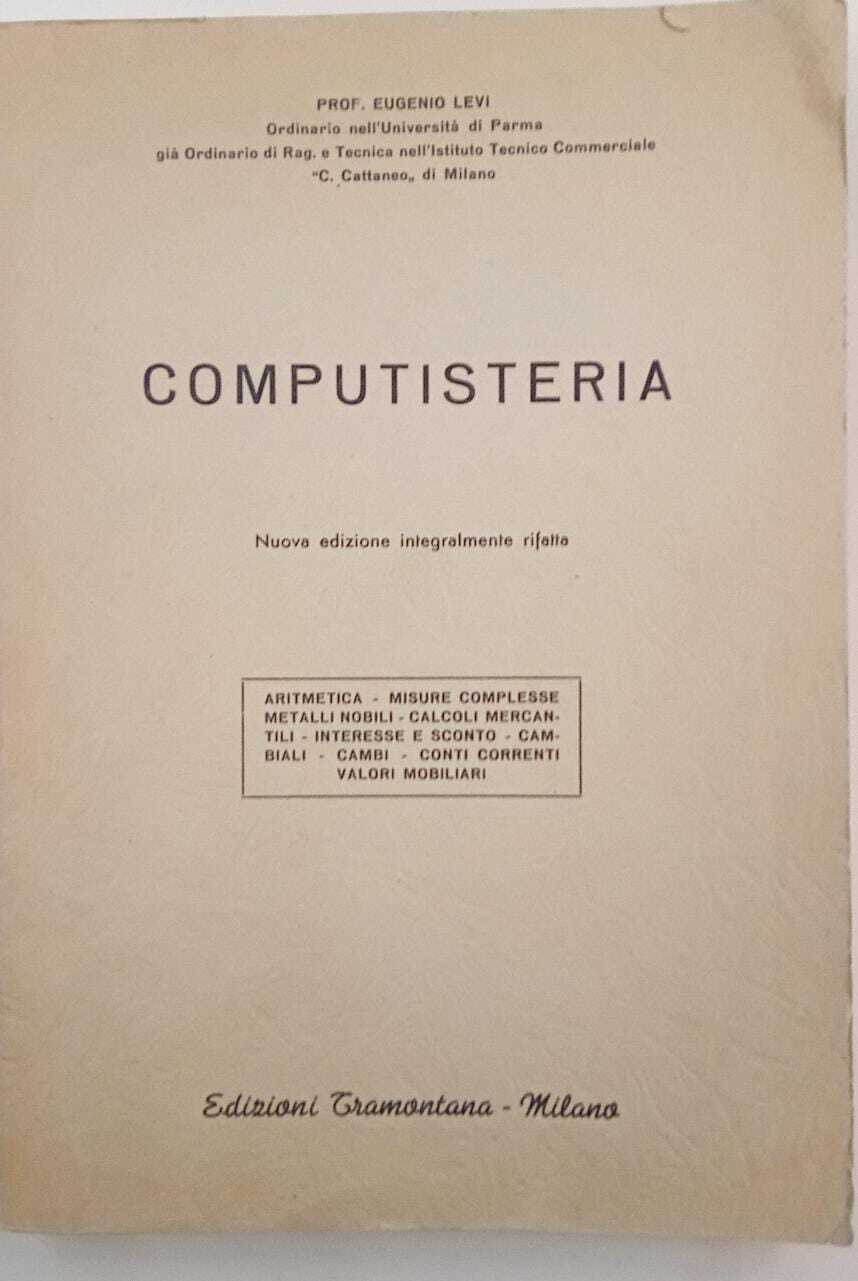 PROF. EUGENIO LEVI
Ordinario nell'Università di Parma
già Ordinario di Rag. e Tecnica nell'Istituto Tecnico Commerciale
"C. Cattaneo„ di Milano
COMPUTISTERIA
Nuova edizione integralmente rifatta
ARITMETICA - MISURE COMPLESSE
METALLI NOBILI - CALCOLI MERCAN-
TILI - INTERESSE E SCONTO - CAM-
BIALI - CAMBI - CONTI CORRENTI
VALORI MOBILIARI
Edizioni Tramontana - Milano